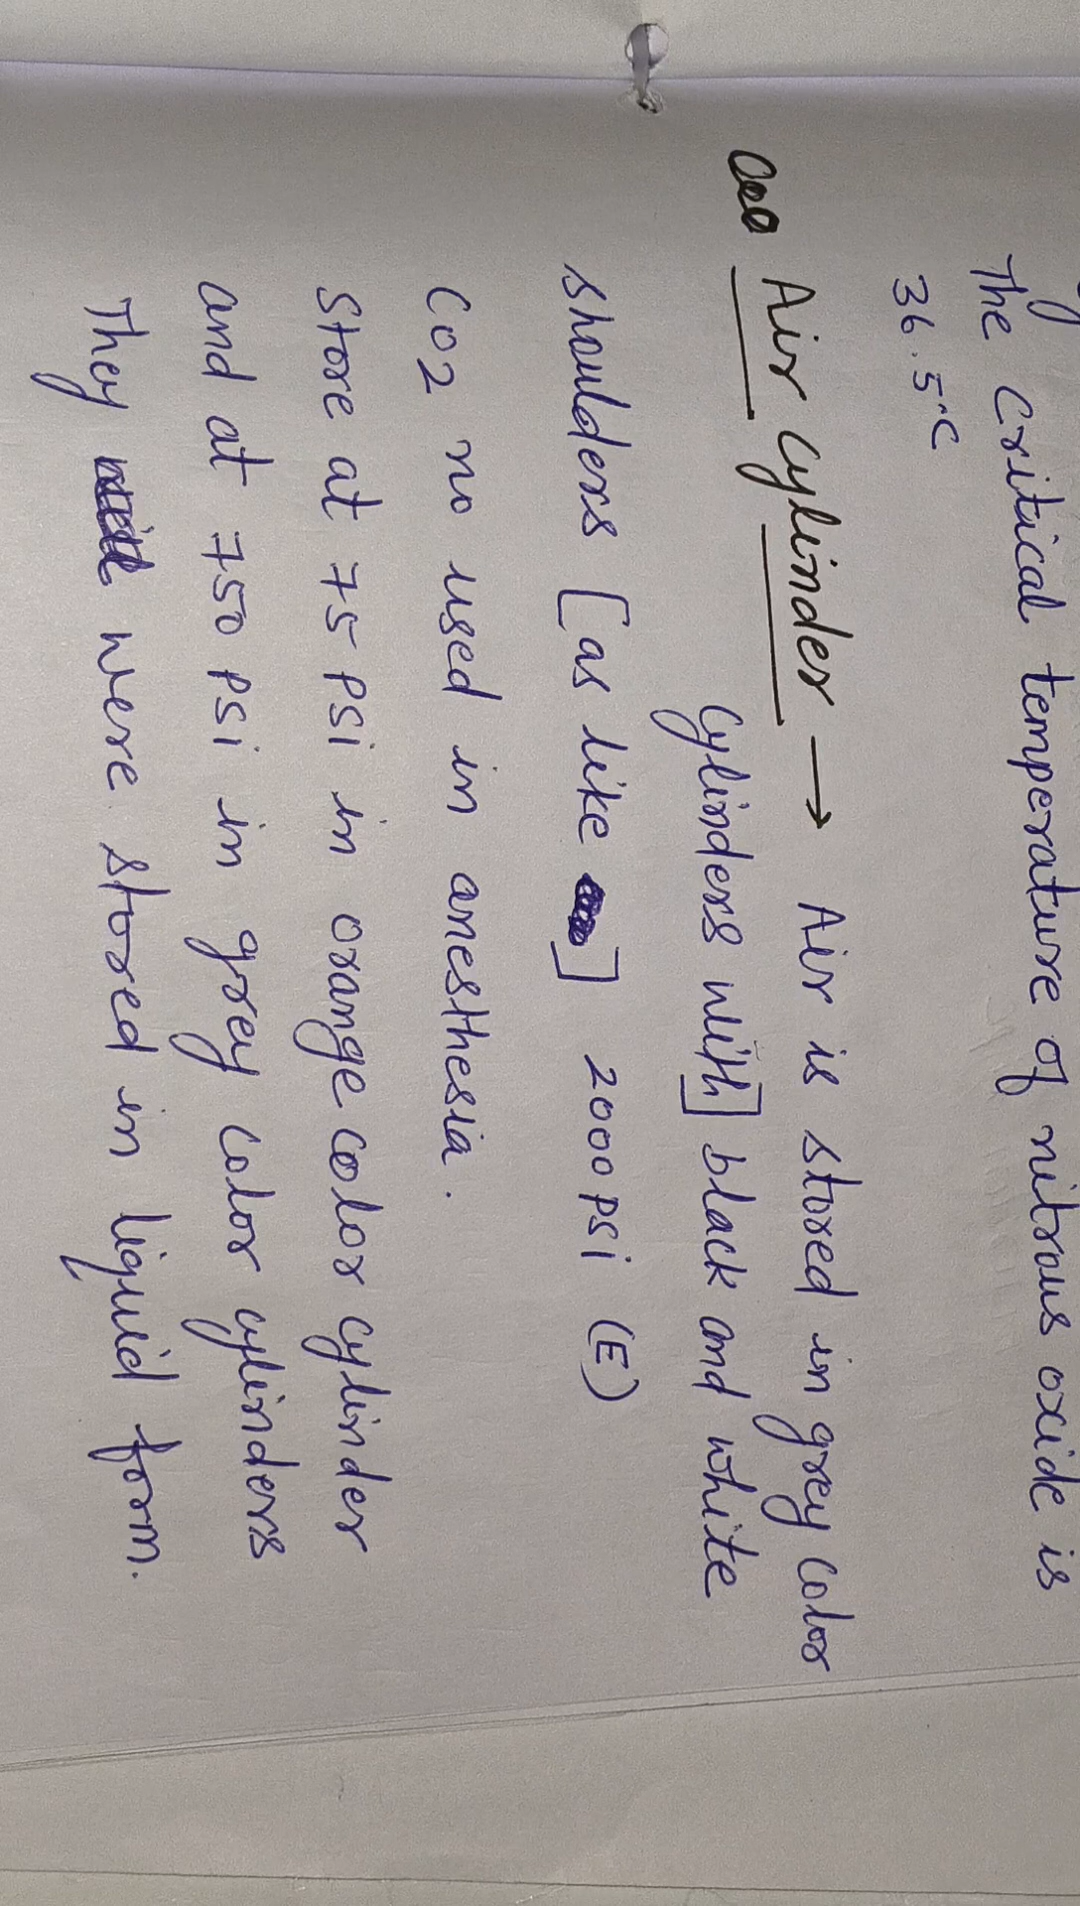 The critical temperature of nitrous oxide is
36.5°C
Air cylinder → Air is stored in grey color
cylinders with] black and white
shoulders [as like ] 2000 psi (E)
CO2 no used in anesthesia.
Store at 75 psi in orange color cylinder
and at 750 psi in grey color cylinders
They were stored in liquid form.